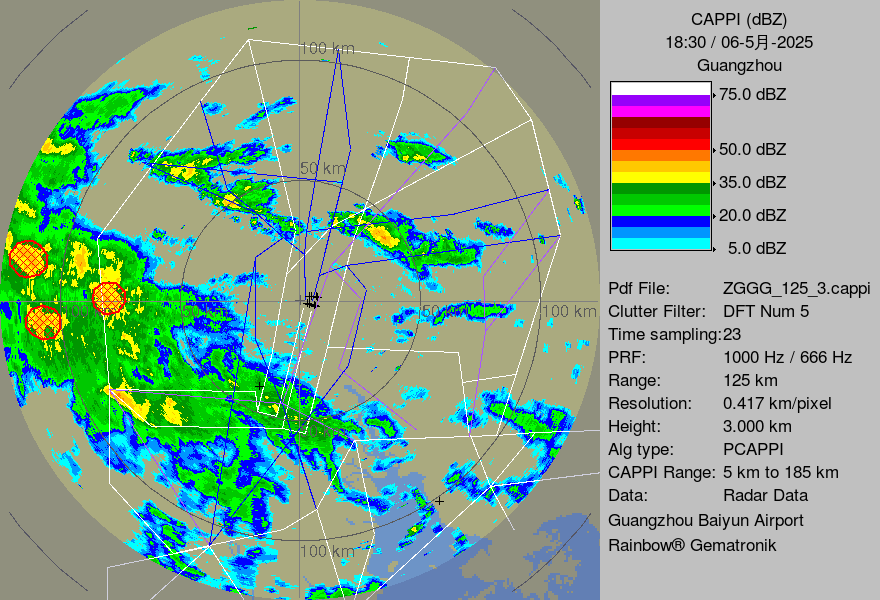 CAPPI (dBZ)
18:30 / 06-5月-2025
Guangzhou
75.0 dBZ
50.0 dBZ
35.0 dBZ
20.0 dBZ
5.0 dBZ
Pdf File: ZGGG_125_3.cappi
Clutter Filter: DFT Num 5
Time sampling:23
PRF: 1000 Hz / 666 Hz
Range: 125 km
Resolution: 0.417 km/pixel
Height: 3.000 km
Alg type: PCAPPI
CAPPI Range: 5 km to 185 km
Data: Radar Data
Guangzhou Baiyun Airport
Rainbow® Gematronik
100 km
50 km
50 km
100 km
100 km